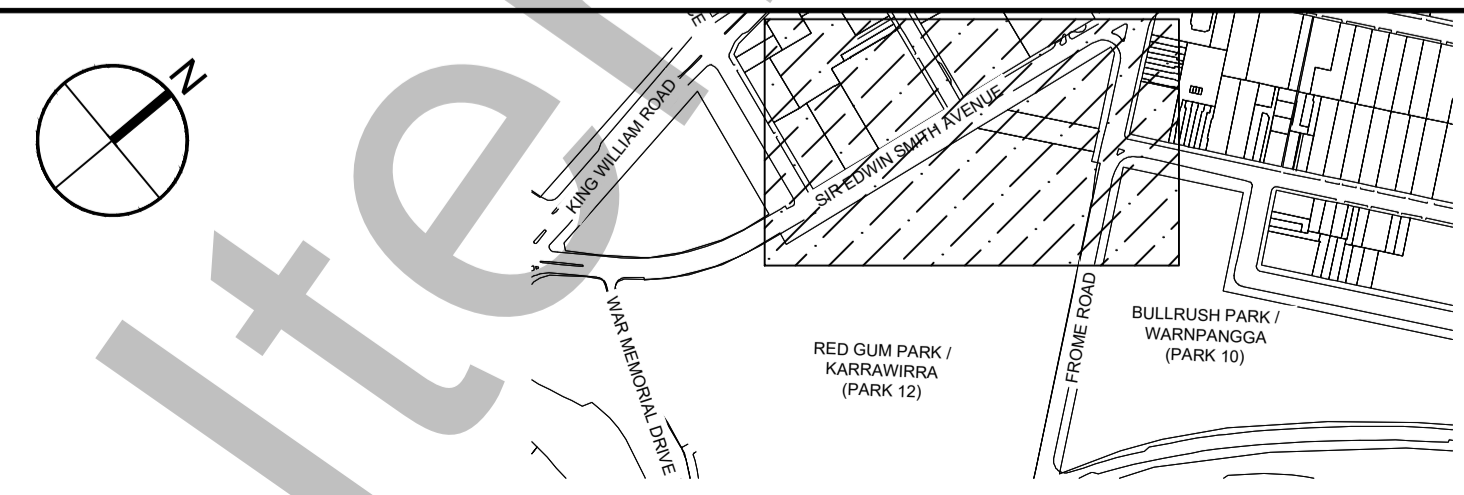 N
CE
KING WILLIAM ROAD
SIR EDWIN SMITH AVENUE
WAR MEMORIAL DRIVE
RED GUM PARK /
KARRAWIRRA
(PARK 12)
FROME ROAD
BULLRUSH PARK /
WARNPANGGA
(PARK 10)